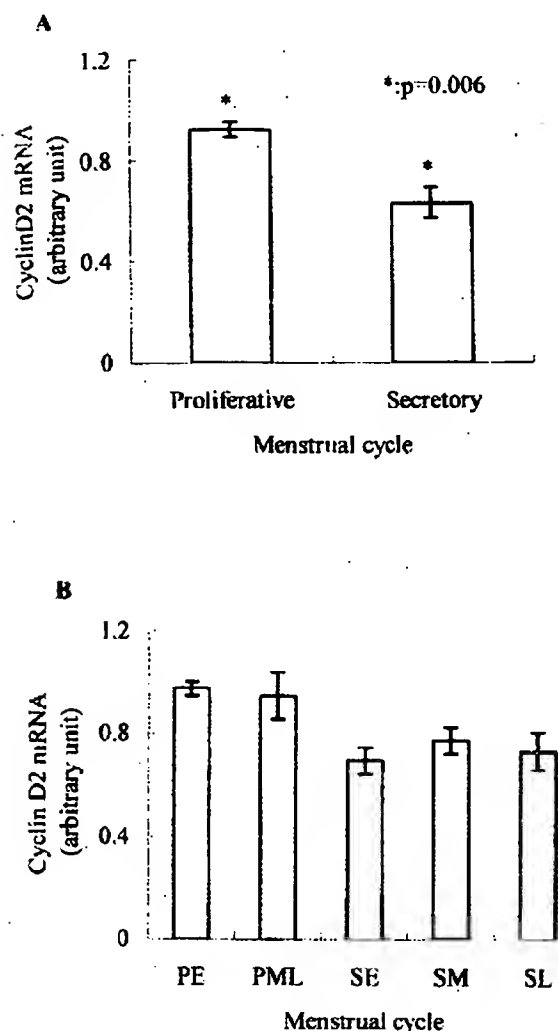 A
1.2
0.8
0.4
0
CyclinD2 mRNA
(arbitrary unit)
*
*
*:p=0.006
Proliferative
Secretory
Menstrual cycle
B
1.2
0.8
0.4
0
Cyclin D2 mRNA
(arbitrary unit)
PE PML SE SM SL
Menstrual cycle